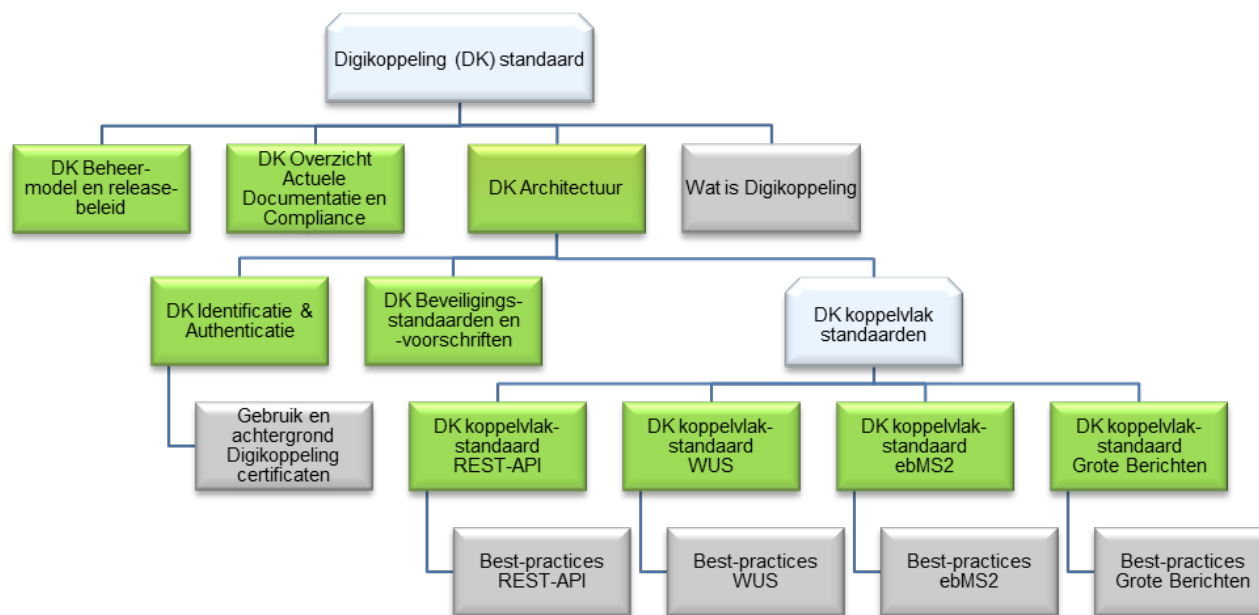 Digikoppeling (DK) standaard
DK Beheer-
model en release-
beleid
DK Overzicht
Actuele
Documentatie en
Compliance
DK Architectuur
Wat is Digikoppeling
DK Identificatie &
Authenticatie
DK Beveiligings-
standaarden en
-voorschriften
DK koppelvlak
standaarden
Gebruik en
achtergrond
Digikoppeling
certificaten
DK koppelvlak-
standaard
REST-API
DK koppelvlak-
standaard
WUS
DK koppelvlak-
standaard
ebMS2
DK koppelvlak-
standaard
Grote Berichten
Best-practices
REST-API
Best-practices
WUS
Best-practices
ebMS2
Best-practices
Grote Berichten